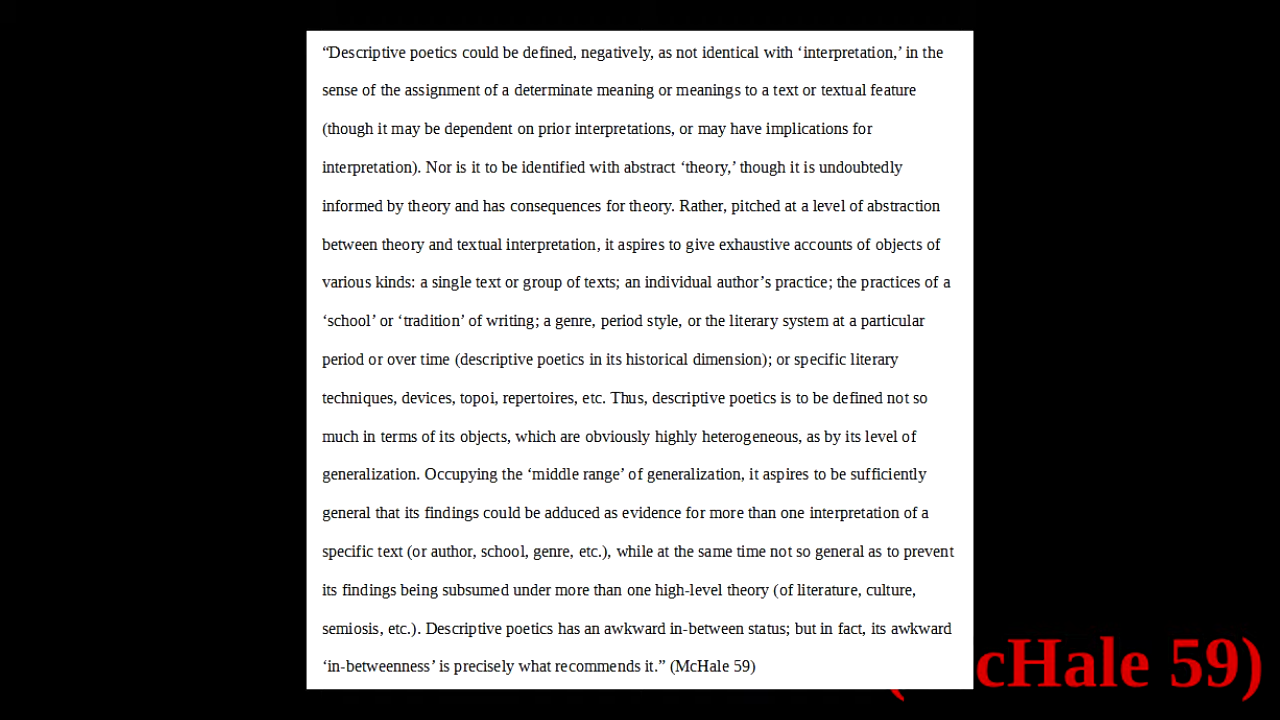 “Descriptive poetics could be defined, negatively, as not identical with ‘interpretation,’ in the
sense of the assignment of a determinate meaning or meanings to a text or textual feature
(though it may be dependent on prior interpretations, or may have implications for
interpretation). Nor is it to be identified with abstract ‘theory,’ though it is undoubtedly
informed by theory and has consequences for theory. Rather, pitched at a level of abstraction
between theory and textual interpretation, it aspires to give exhaustive accounts of objects of
various kinds: a single text or group of texts; an individual author’s practice; the practices of a
‘school’ or ‘tradition’ of writing; a genre, period style, or the literary system at a particular
period or over time (descriptive poetics in its historical dimension); or specific literary
techniques, devices, topoi, repertoires, etc. Thus, descriptive poetics is to be defined not so
much in terms of its objects, which are obviously highly heterogeneous, as by its level of
generalization. Occupying the ‘middle range’ of generalization, it aspires to be sufficiently
general that its findings could be adduced as evidence for more than one interpretation of a
specific text (or author, school, genre, etc.), while at the same time not so general as to prevent
its findings being subsumed under more than one high-level theory (of literature, culture,
semiosis, etc.). Descriptive poetics has an awkward in-between status; but in fact, its awkward
‘in-betweenness’ is precisely what recommends it.” (McHale 59)
cHale 59)